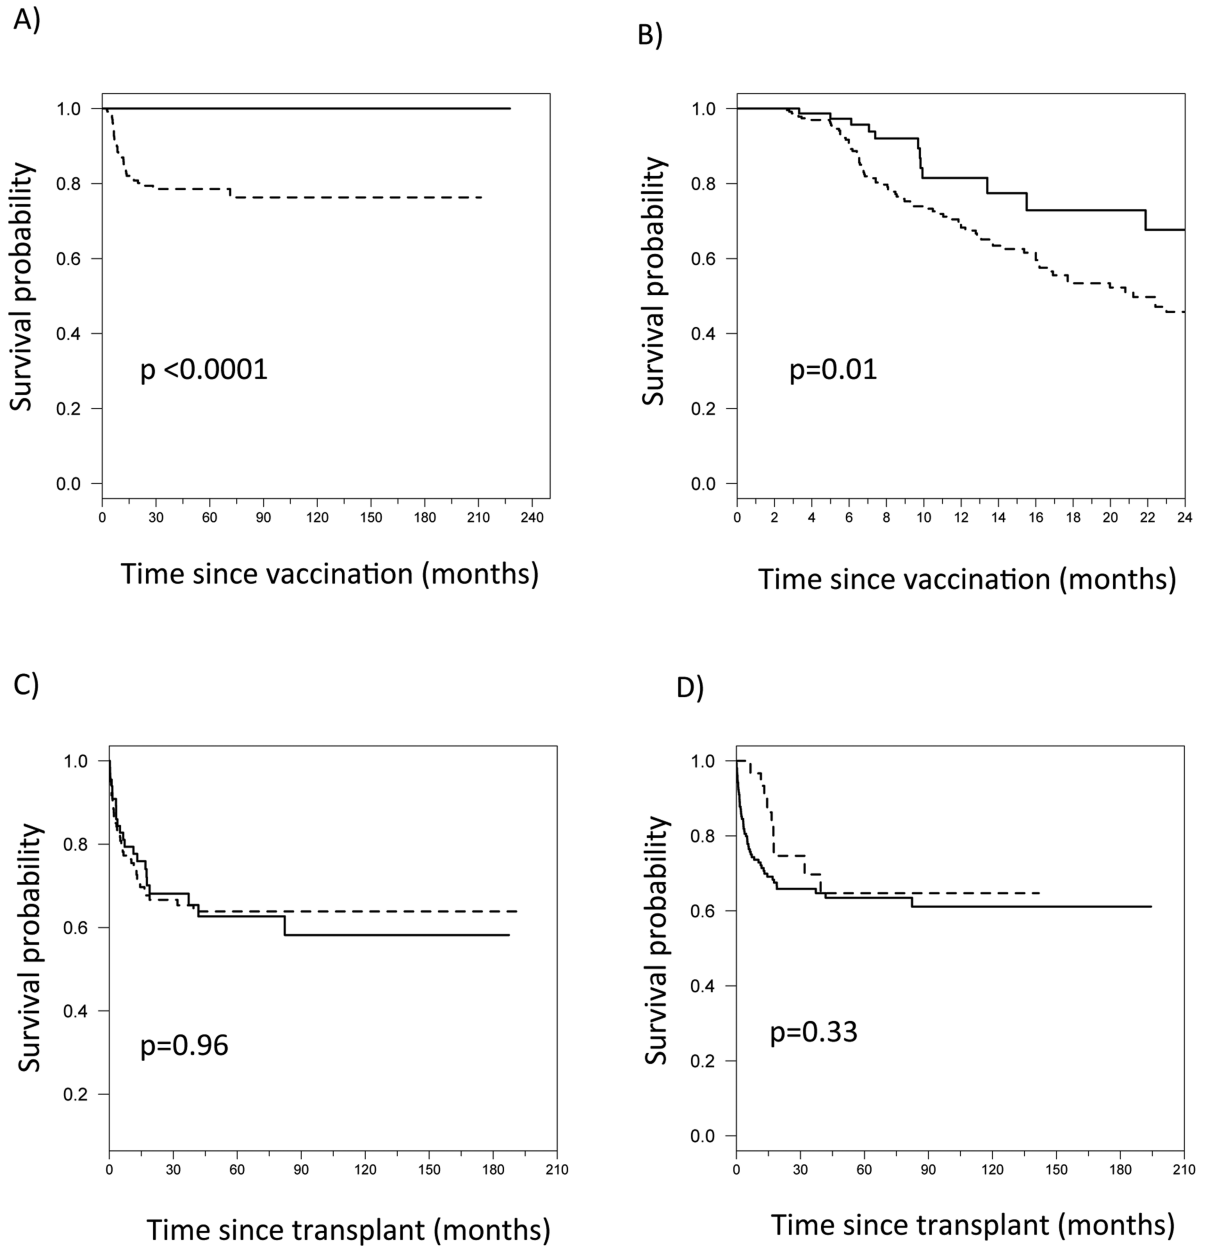 A)
Survival probability
1.0
0.8
0.6
0.4
0.2
0.0
p <0.0001
0 30 60 90 120 150 180 210 240
Time since vaccination (months)
B)
Survival probability
1.0
0.8
0.6
0.4
0.2
0.0
p=0.01
0 2 4 6 8 10 12 14 16 18 20 22 24
Time since vaccination (months)
C)
Survival probability
1.0
0.8
0.6
0.4
0.2
p=0.96
0 30 60 90 120 150 180 210
Time since transplant (months)
D)
Survival probability
1.0
0.8
0.6
0.4
0.2
0.0
p=0.33
0 30 60 90 120 150 180 210
Time since transplant (months)